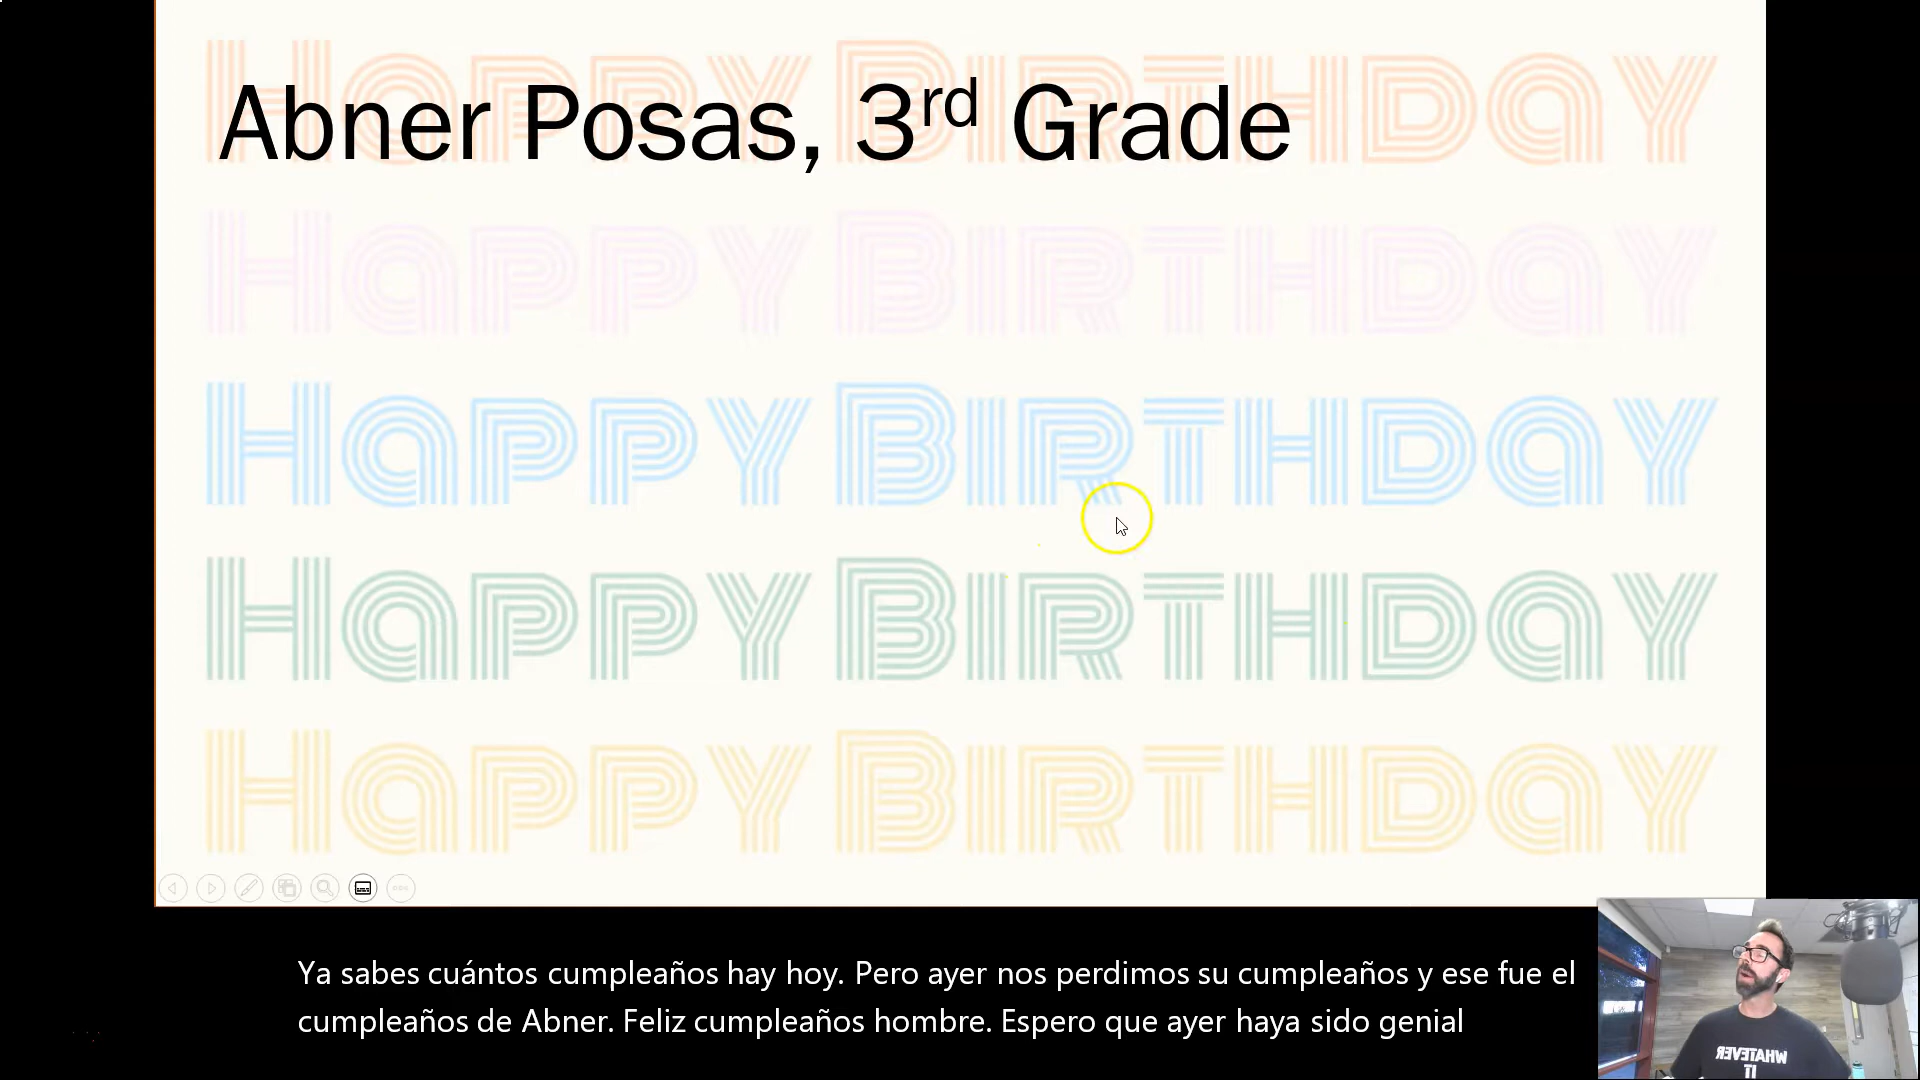 Happy Birthday
Abner Posas, 3rd Grade
Happy Birthday
Happy Birthday
Happy Birthday
Happy Birthday
Ya sabes cuántos cumpleaños hay hoy. Pero ayer nos perdimos su cumpleaños y ese fue el
cumpleaños de Abner. Feliz cumpleaños hombre. Espero que ayer haya sido genial
WHATEVER
IT